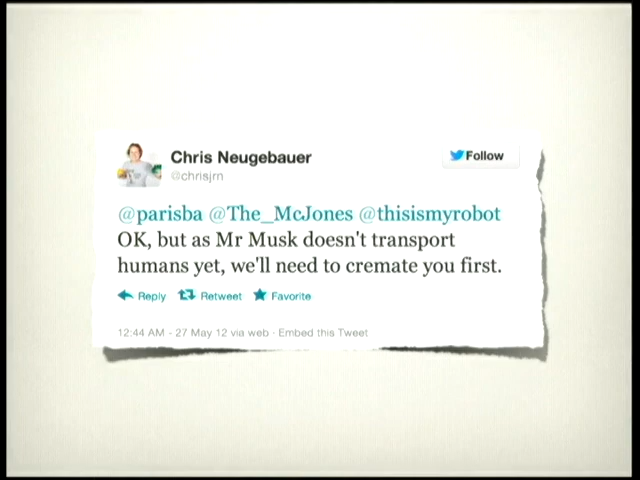 Chris Neugebauer
@chrisjrn
Follow
@parisba @The_McJones @thisismyrobot
OK, but as Mr Musk doesn't transport
humans yet, we'll need to cremate you first.
Reply Retweet Favorite
12:44 AM - 27 May 12 via web · Embed this Tweet